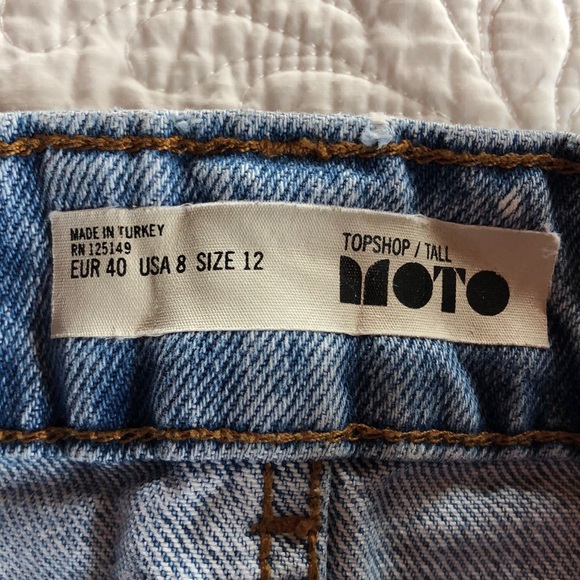 MADE IN TURKEY
RN 125149
EUR 40 USA 8 SIZE 12
TOPSHOP / TALL
MOTO